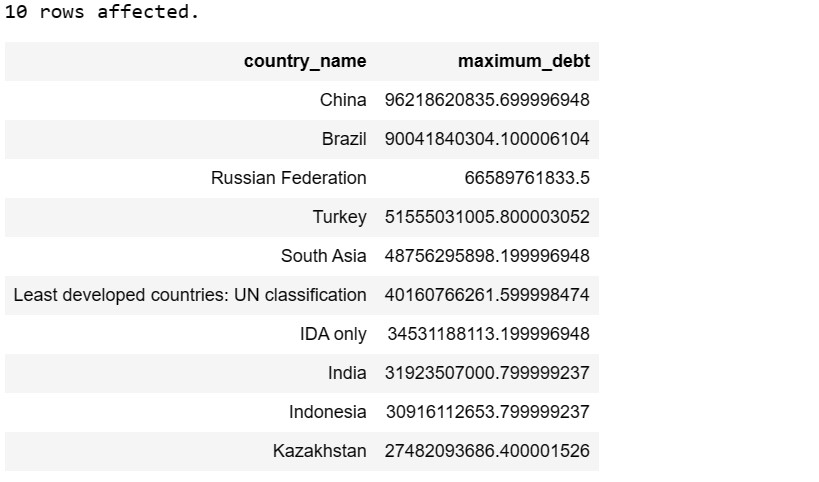 10 rows affected.
country_name maximum_debt
China 96218620835.699996948
Brazil 90041840304.100006104
Russian Federation 66589761833.5
Turkey 51555031005.800003052
South Asia 48756295898.199996948
Least developed countries: UN classification 40160766261.599998474
IDA only 34531188113.199996948
India 31923507000.799999237
Indonesia 30916112653.799999237
Kazakhstan 27482093686.400001526